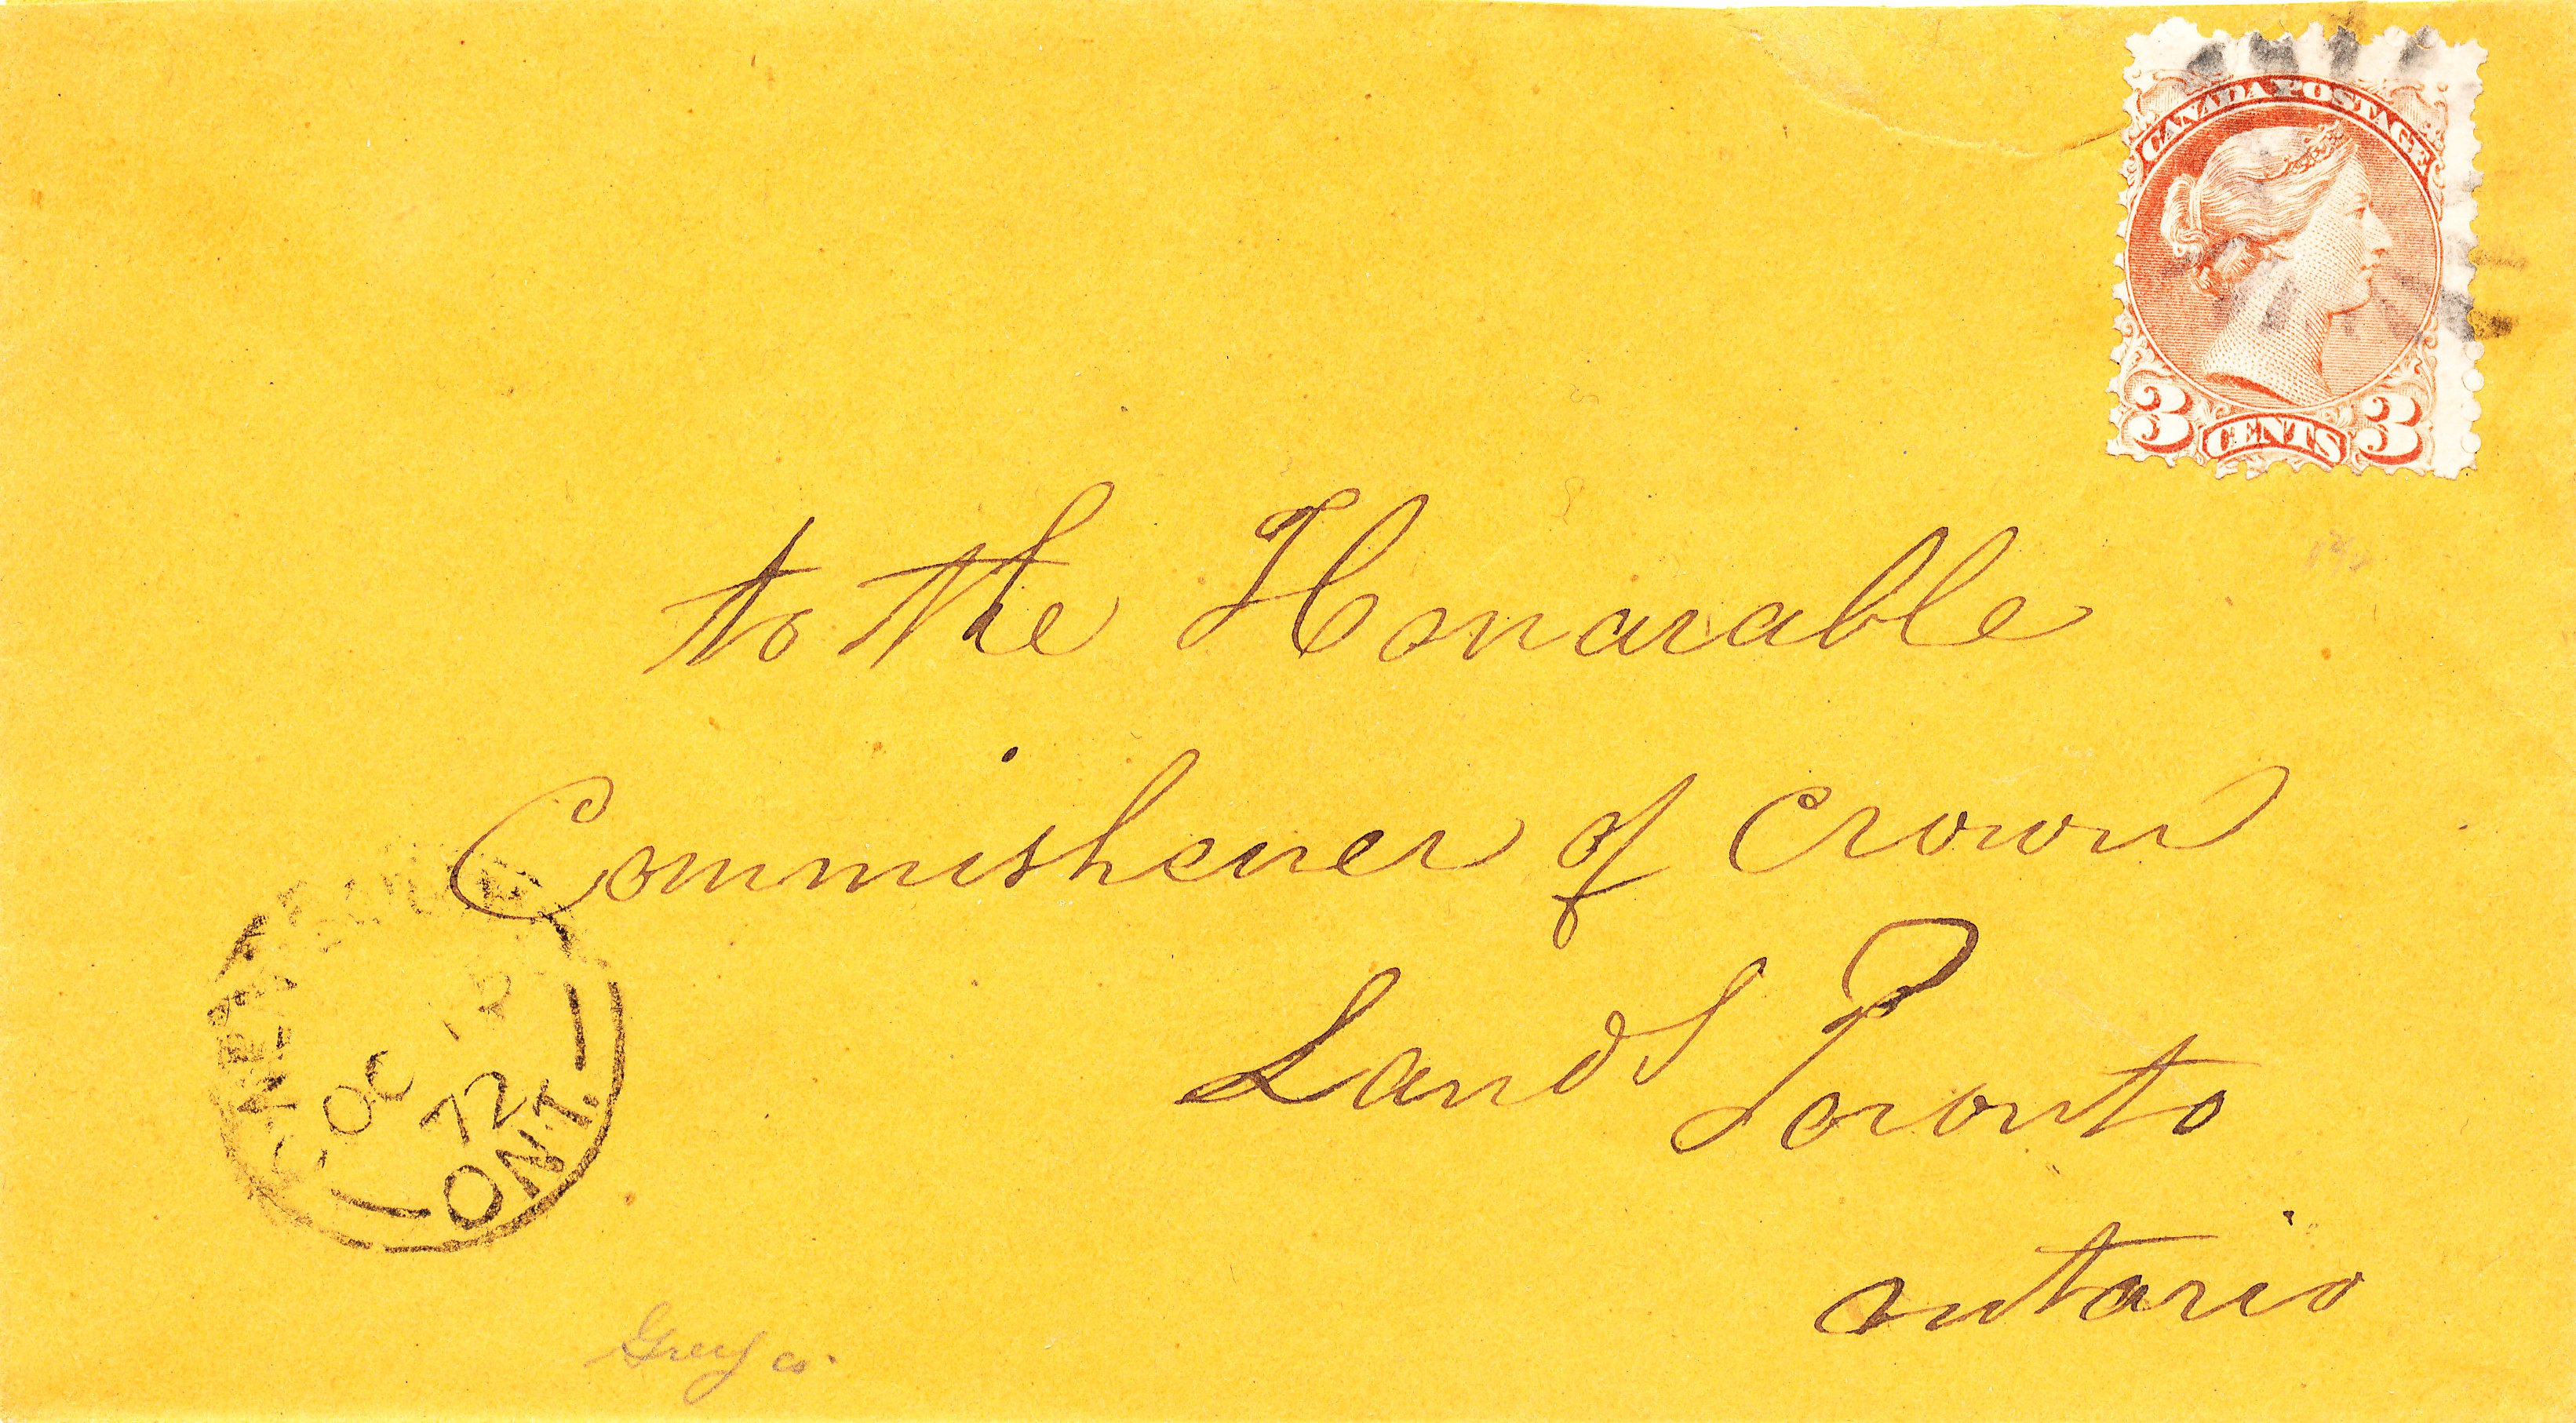 CANADA POSTAGE
3 CENTS 3
to the Honarable
Commishener of Crown
Lands Toronto
ontario
OC 15
72
ONT.
Grey co.